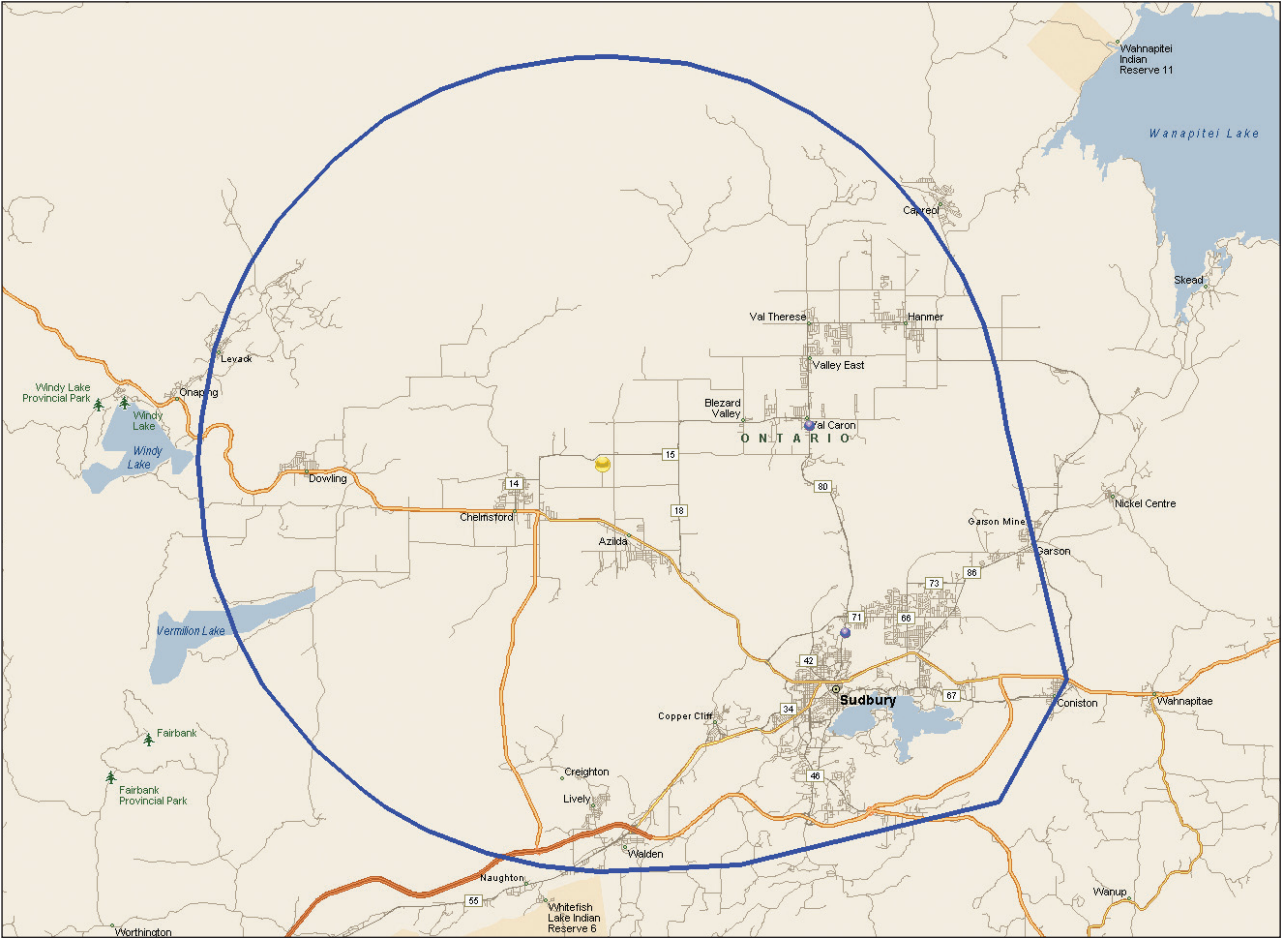 Wahnapitei
Indian
Reserve 11
Wanapitei Lake
Capreol
Skead
Val Therese
Hanmer
Levack
Valley East
Windy Lake
Provincial Park
Onaping
Windy
Lake
Blezard
Valley
Val Caron
ONTARIO
Windy
Lake
15
Dowling
14
80
Nickel Centre
18
Chelmsford
Garson Mine
Azilda
Garson
86
73
71
66
Vermilion Lake
42
67
Sudbury
Coniston
Wahnapitae
34
Copper Cliff
Fairbank
Creighton
46
Fairbank
Provincial Park
Lively
Walden
Naughton
Wanup
55
Whitefish
Lake Indian
Reserve 6
Worthington